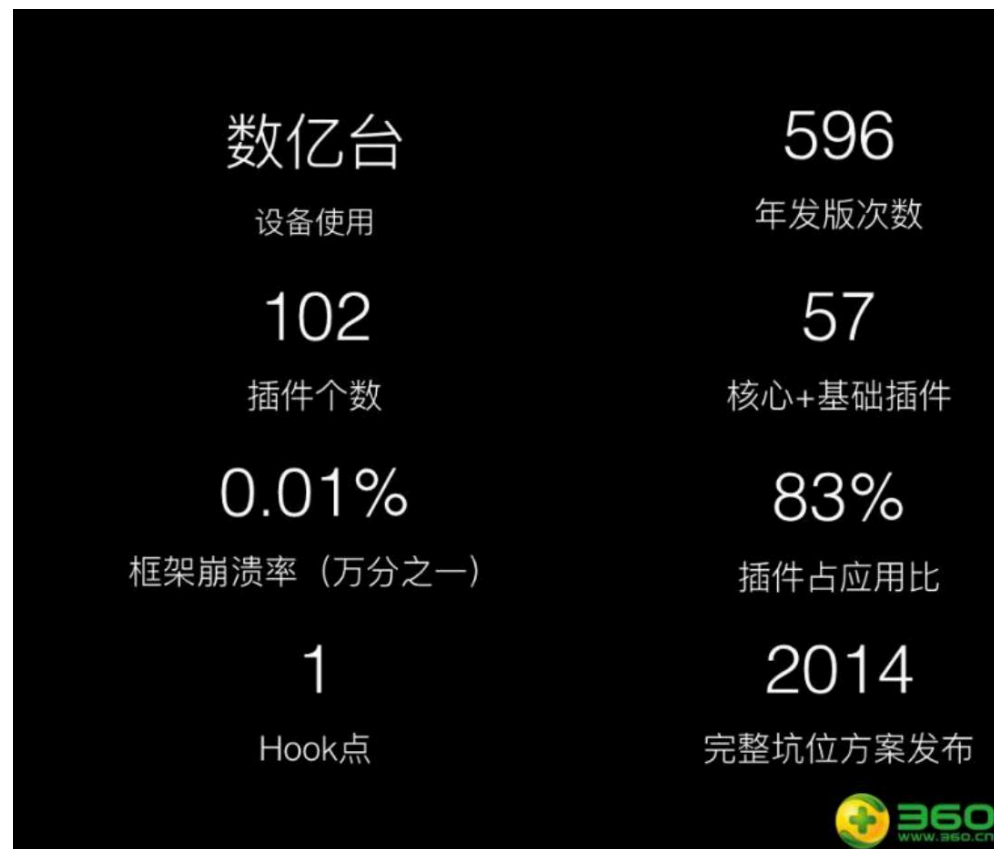 数亿台
设备使用
596
年发版次数
102
插件个数
57
核心+基础插件
0.01%
框架崩溃率（万分之一）
83%
插件占应用比
1
Hook点
2014
完整坑位方案发布
360
www.360.cn